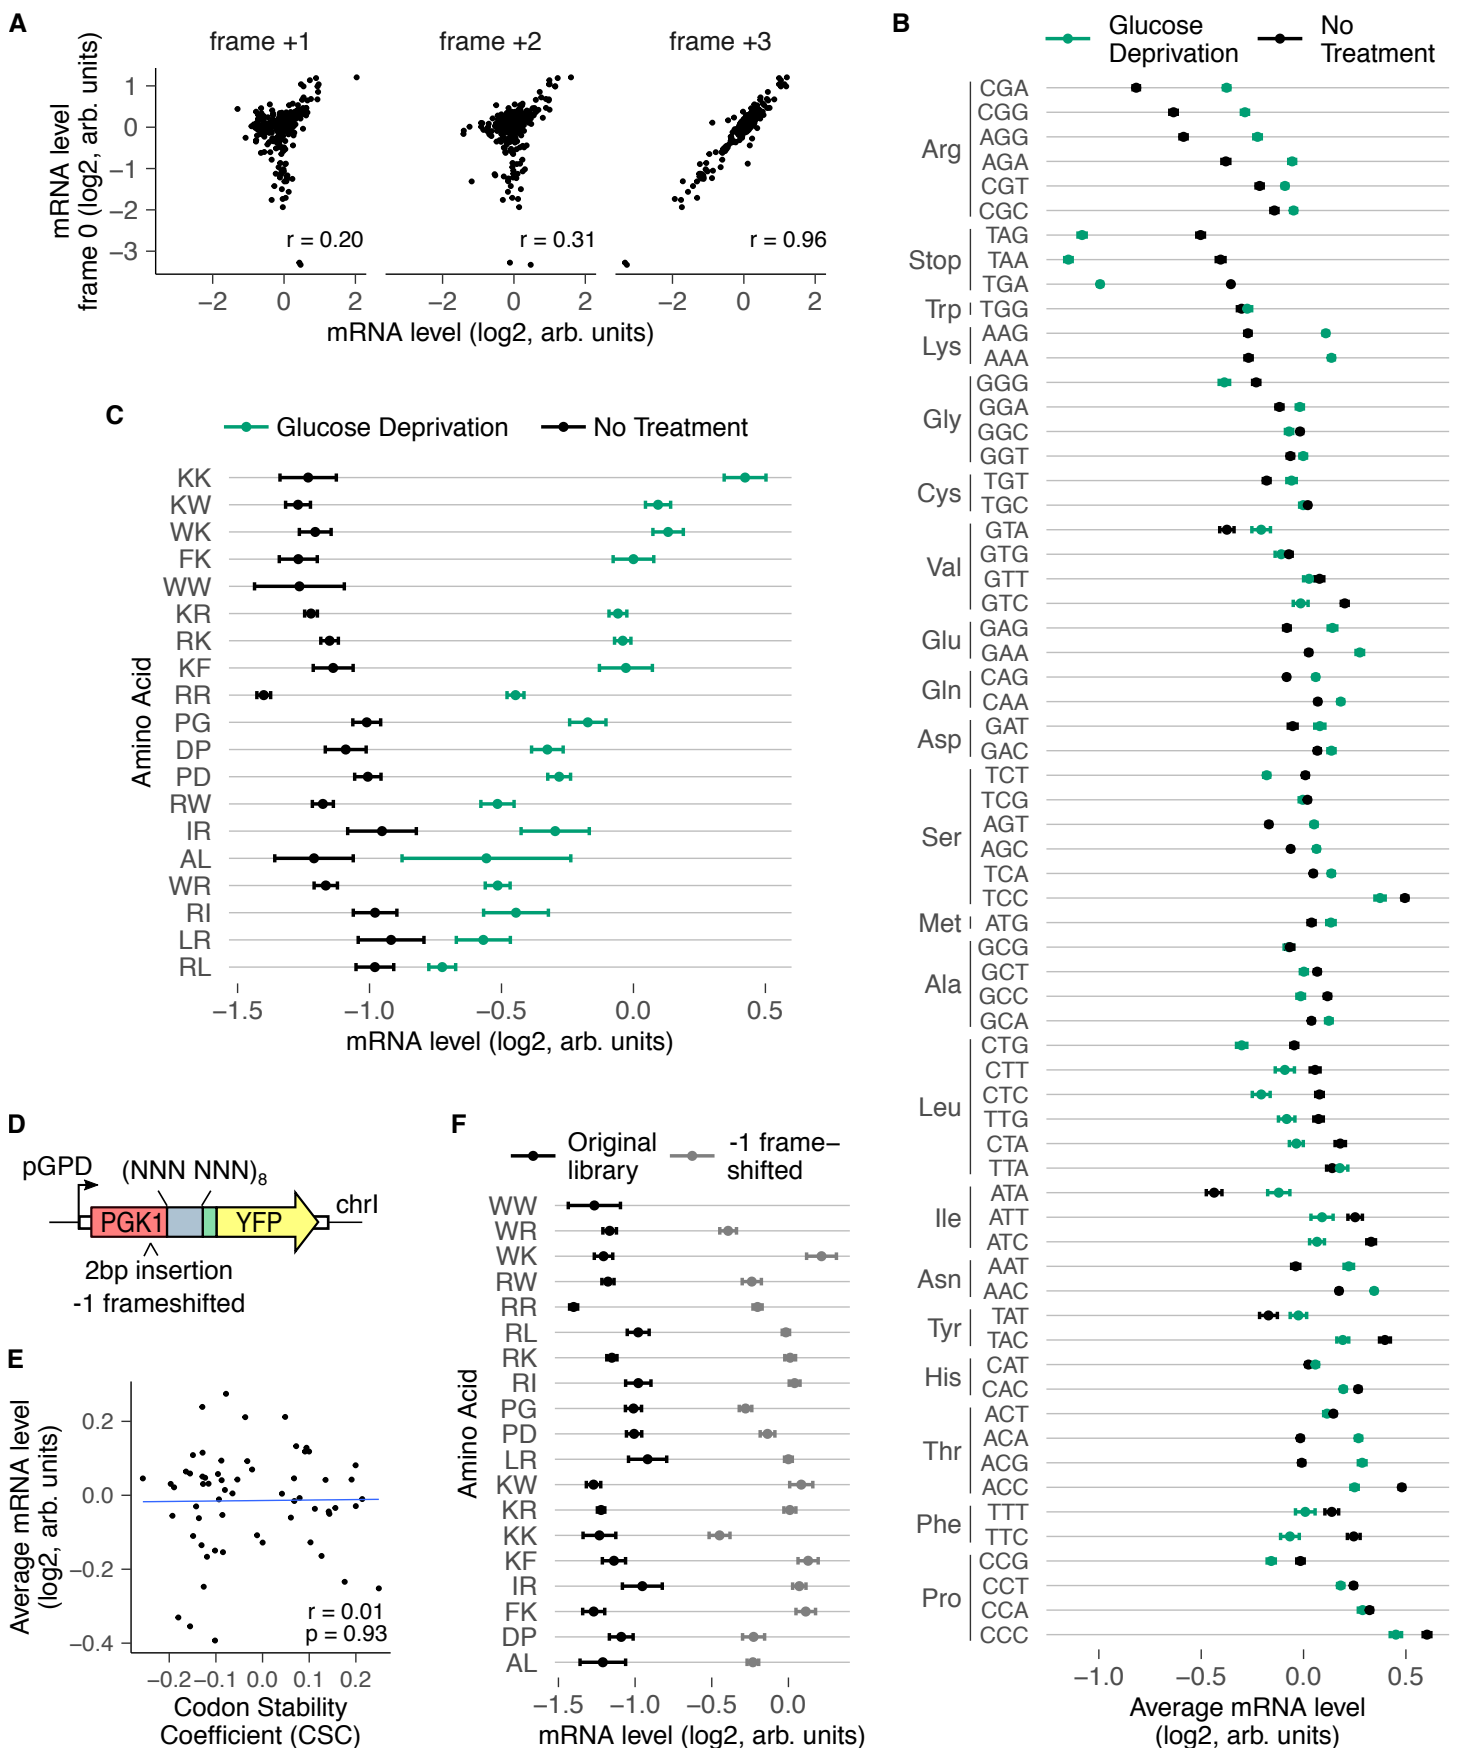 A
frame +1
frame +2
frame +3
mRNA level
frame 0 (log2, arb. units)
1
0
−1
−2
−3
r = 0.20
r = 0.31
r = 0.96
−2 0 2 −2 0 2 −2 0 2
mRNA level (log2, arb. units)
B
Glucose
Deprivation
No
Treatment
Arg
CGA
CGG
AGG
AGA
CGT
CGC
Stop
TAG
TAA
TGA
Trp
TGG
Lys
AAG
AAA
Gly
GGG
GGA
GGC
GGT
Cys
TGT
TGC
Val
GTA
GTG
GTT
GTC
Glu
GAG
GAA
Gln
CAG
CAA
Asp
GAT
GAC
Ser
TCT
TCG
AGT
AGC
TCA
TCC
Met
ATG
Ala
GCG
GCT
GCC
GCA
Leu
CTG
CTT
CTC
TTG
CTA
TTA
Ile
ATA
ATT
ATC
Asn
AAT
AAC
Tyr
TAT
TAC
His
CAT
CAC
Thr
ACT
ACA
ACG
ACC
Phe
TTT
TTC
Pro
CCG
CCT
CCA
CCC
−1.0 −0.5 0.0 0.5
Average mRNA level
(log2, arb. units)
C
Glucose Deprivation
No Treatment
Amino Acid
KK
KW
WK
FK
WW
KR
RK
KF
RR
PG
DP
PD
RW
IR
AL
WR
RI
LR
RL
−1.5 −1.0 −0.5 0.0 0.5
mRNA level (log2, arb. units)
D
pGPD
(NNN NNN)8
PGK1
YFP
chrI
2bp insertion
-1 frameshifted
E
Average mRNA level
(log2, arb. units)
0.2
0.0
−0.2
−0.4
r = 0.01
p = 0.93
−0.2 −0.1 0.0 0.1 0.2
Codon Stability
Coefficient (CSC)
F
Original
library
-1 frame−
shifted
Amino Acid
WW
WR
WK
RW
RR
RL
RK
RI
PG
PD
LR
KW
KR
KK
KF
IR
FK
DP
AL
−1.5 −1.0 −0.5 0.0
mRNA level (log2, arb. units)